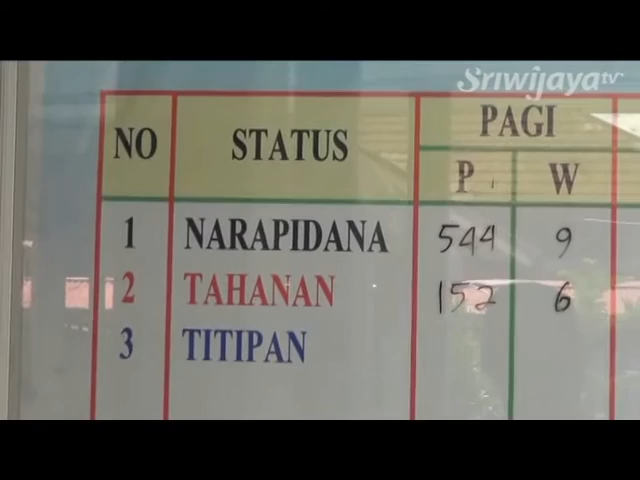 Sriwijaya tv
NO STATUS PAGI
P W
1 NARAPIDANA 544 9
2 TAHANAN 152 6
3 TITIPAN